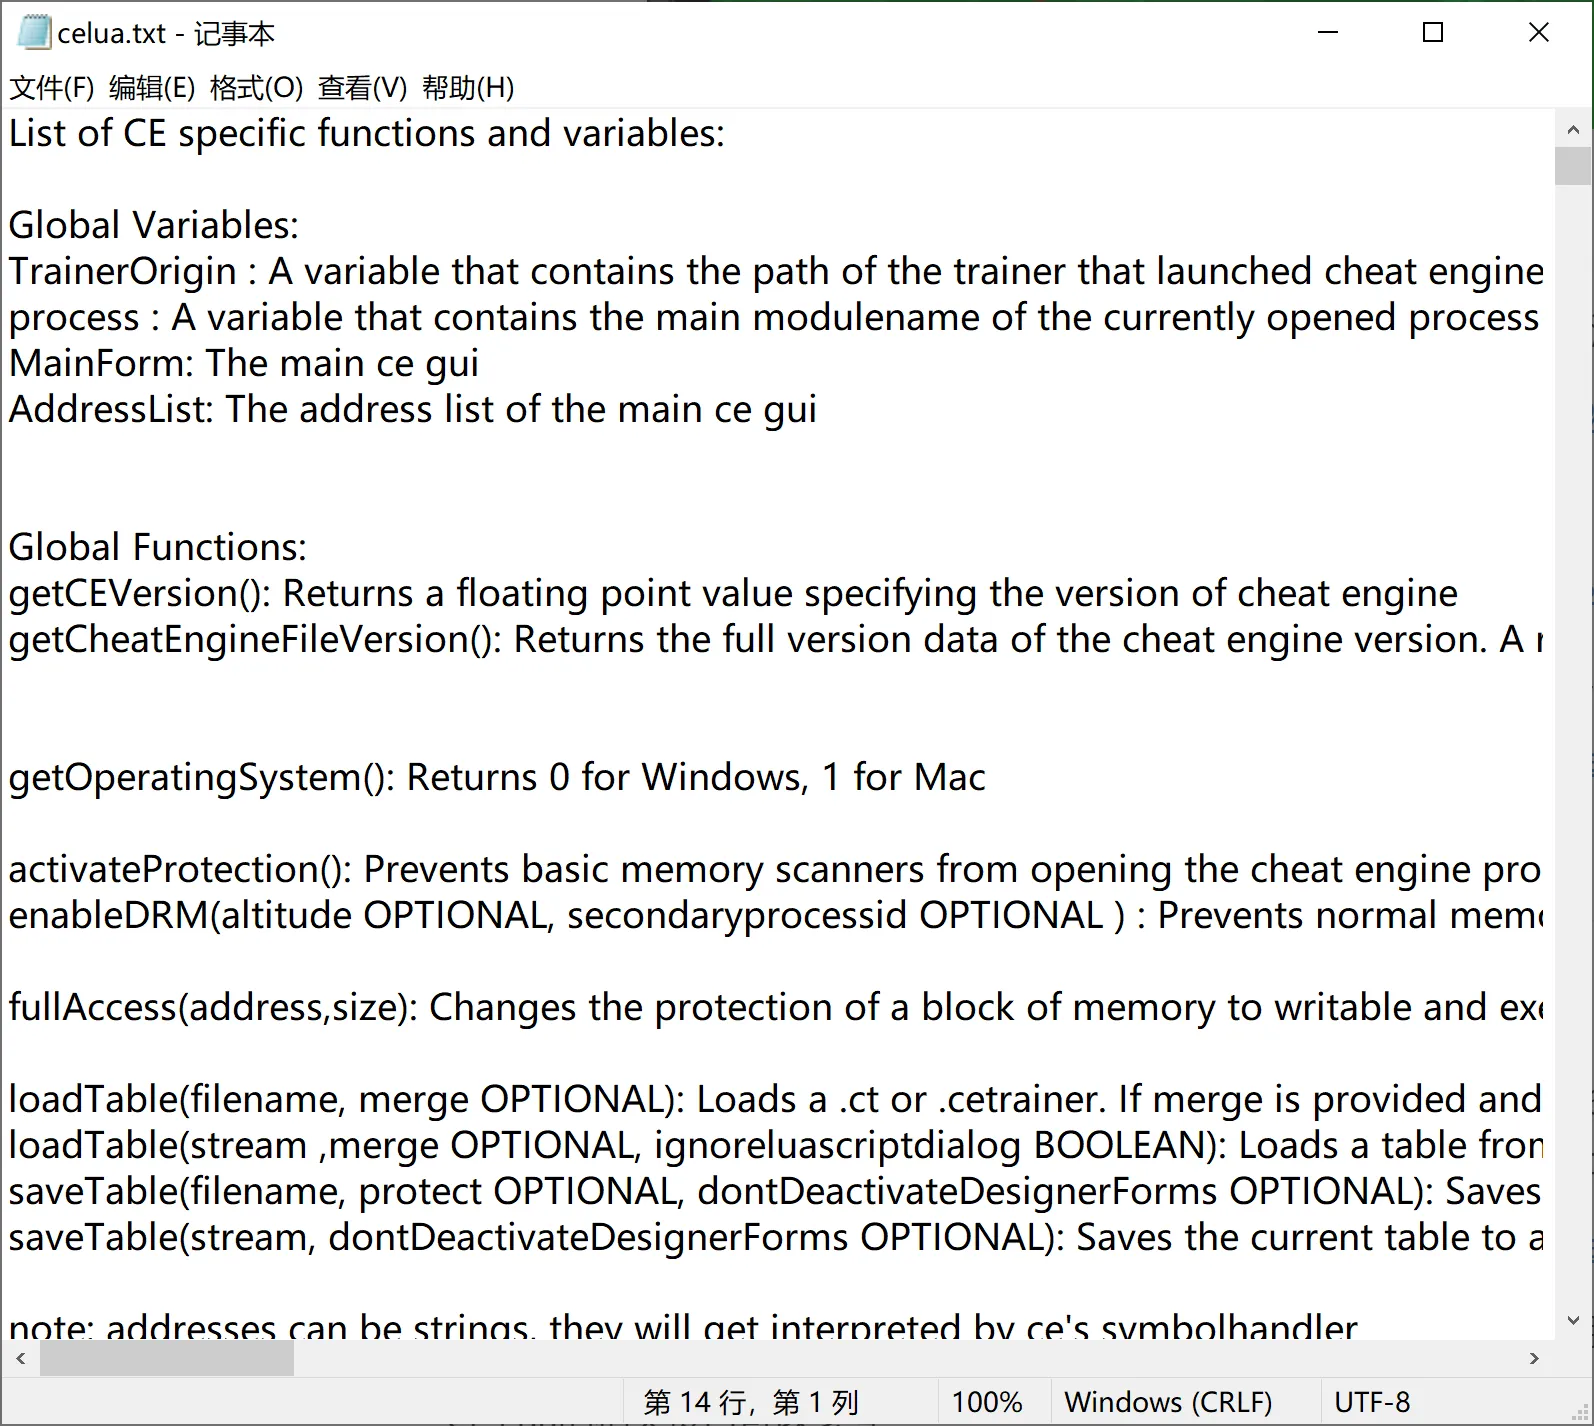 celua.txt - 记事本
文件(F) 编辑(E) 格式(O) 查看(V) 帮助(H)
List of CE specific functions and variables:
Global Variables:
TrainerOrigin : A variable that contains the path of the trainer that launched cheat engine
process : A variable that contains the main modulename of the currently opened process
MainForm: The main ce gui
AddressList: The address list of the main ce gui
Global Functions:
getCEVersion(): Returns a floating point value specifying the version of cheat engine
getCheatEngineFileVersion(): Returns the full version data of the cheat engine version. A
getOperatingSystem(): Returns 0 for Windows, 1 for Mac
activateProtection(): Prevents basic memory scanners from opening the cheat engine pro
enableDRM(altitude OPTIONAL, secondaryprocessid OPTIONAL ) : Prevents normal
fullAccess(address,size): Changes the protection of a block of memory to writable and
loadTable(filename, merge OPTIONAL): Loads a .ct or .cetrainer. If merge is provided and
loadTable(stream ,merge OPTIONAL, ignoreluascriptdialog BOOLEAN): Loads a table
saveTable(filename, protect OPTIONAL, dontDeactivateDesignerForms OPTIONAL): Saves
saveTable(stream, dontDeactivateDesignerForms OPTIONAL): Saves the current table to a
note: addresses can be strings, they will get interpreted by ce's symbolhandler
第 14 行，第 1 列 100% Windows (CRLF) UTF-8